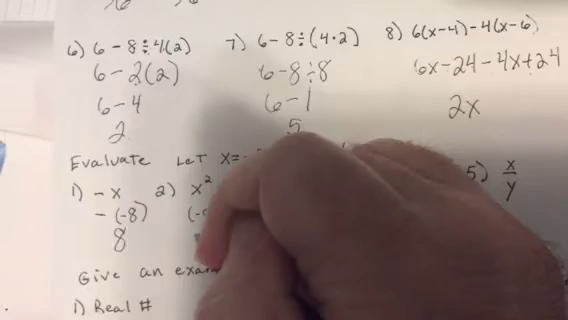 6) 6 - 8 ÷ 4(2) 7) 6 - 8 ÷ (4·2) 8) 6(x-4) - 4(x-6)
6 - 2(2) 6 - 8 ÷ 8 6x - 24 - 4x + 24
6 - 4 6 - 1 2x
2 5
Evaluate Let x =
1) -x 2) x² 5) x/y
-(-8) (-
8
Give an
1) Real #